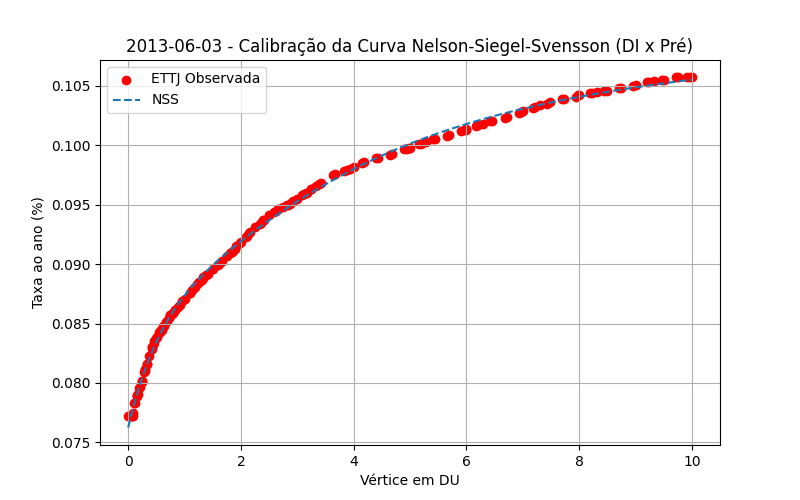 2013-06-03 - Calibração da Curva Nelson-Siegel-Svensson (DI x Pré)
ETTJ Observada
NSS
Taxa ao ano (%)
0.105
0.100
0.095
0.090
0.085
0.080
0.075
0 2 4 6 8 10
Vértice em DU